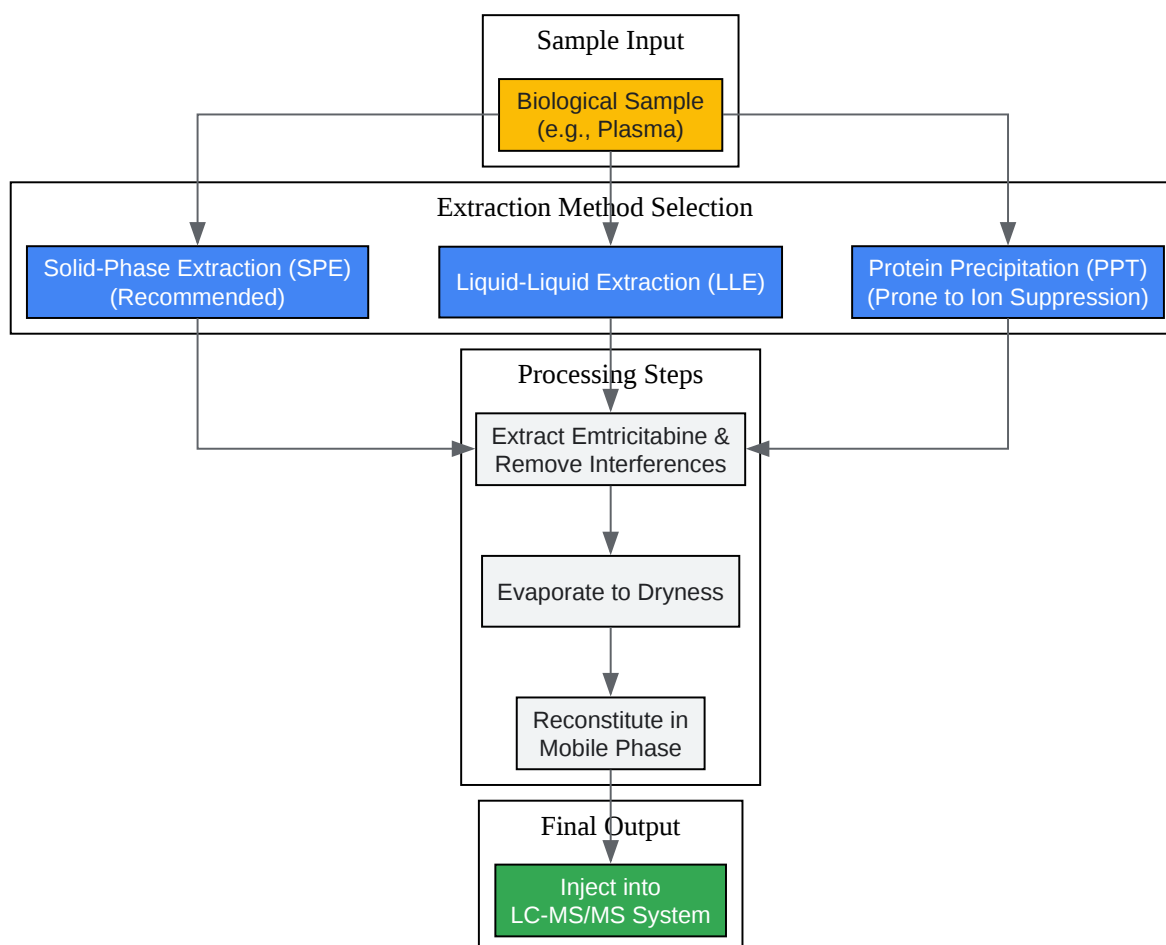 Sample Input
Biological Sample
(e.g., Plasma)
Extraction Method Selection
Solid-Phase Extraction (SPE)
(Recommended)
Liquid-Liquid Extraction (LLE)
Protein Precipitation (PPT)
(Prone to Ion Suppression)
Processing Steps
Extract Emtricitabine &
Remove Interferences
Evaporate to Dryness
Reconstitute in
Mobile Phase
Final Output
Inject into
LC-MS/MS System